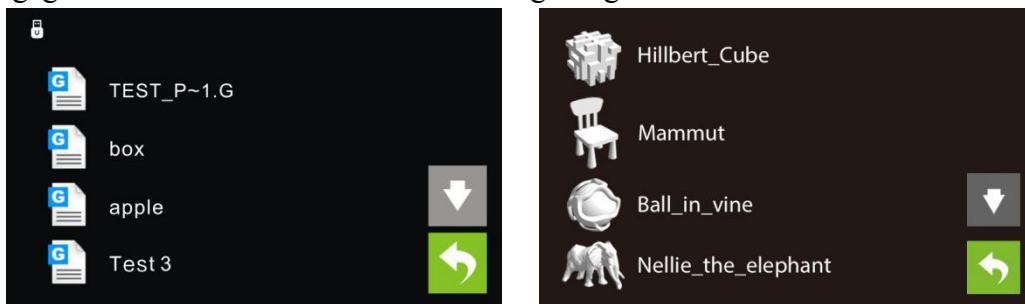 U
G TEST_P~1.G
G box
G apple
G Test 3
Hillbert_Cube
Mammut
Ball_in_vine
Nellie_the_elephant